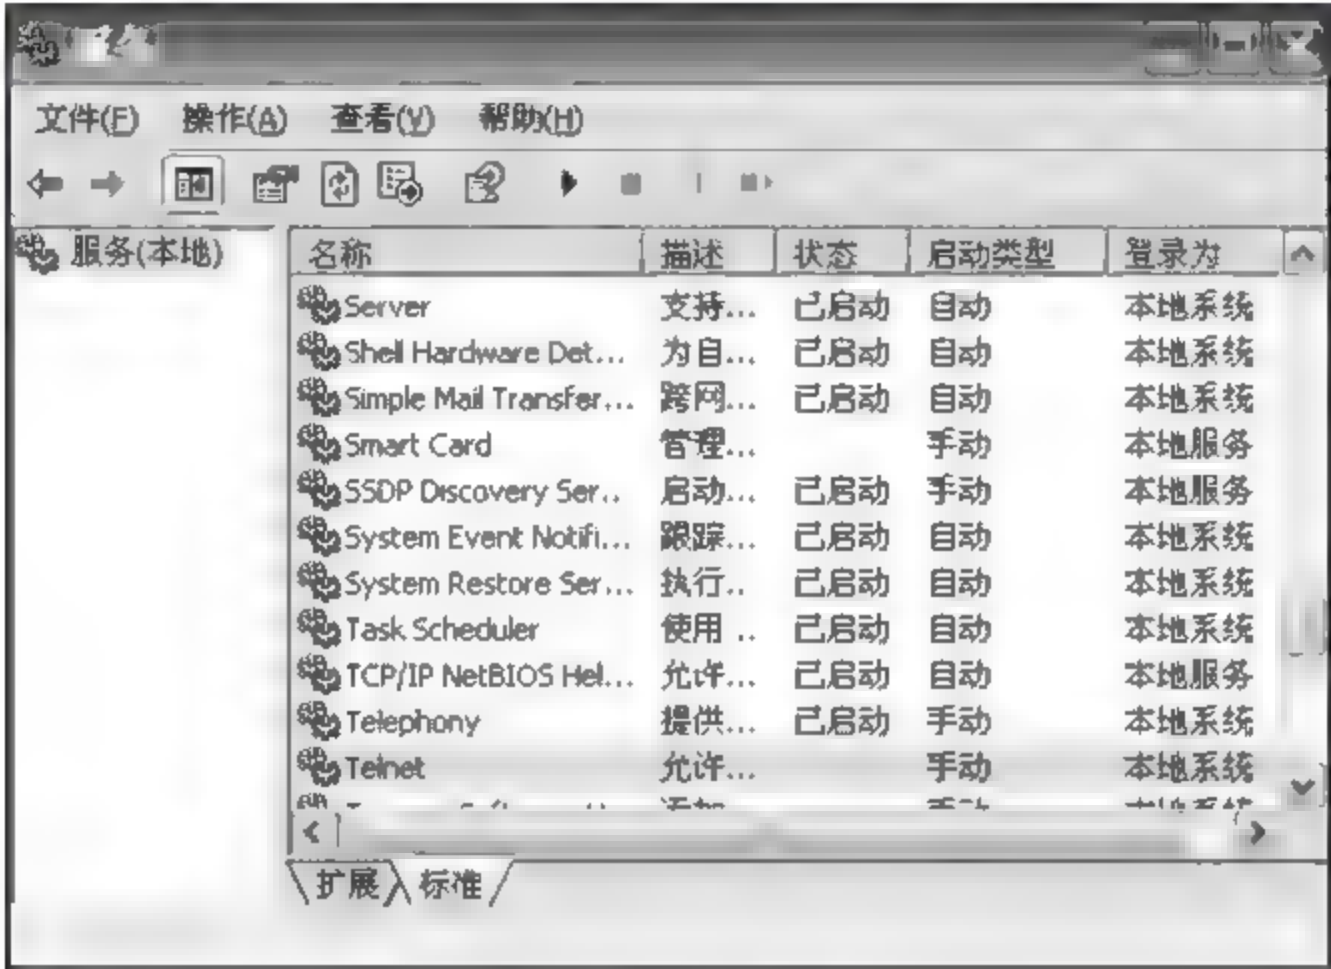 文件(F) 操作(A) 查看(V) 帮助(H)
服务(本地)
名称 描述 状态 启动类型 登录为
Server 支持... 已启动 自动 本地系统
Shell Hardware Det... 为自... 已启动 自动 本地系统
Simple Mail Transfer... 跨网... 已启动 自动 本地系统
Smart Card 管理... 手动 本地服务
SSDP Discovery Ser.. 启动... 已启动 手动 本地服务
System Event Notifi... 跟踪... 已启动 自动 本地系统
System Restore Ser... 执行.. 已启动 自动 本地系统
Task Scheduler 使用 .. 已启动 自动 本地系统
TCP/IP NetBIOS Hel... 允许... 已启动 自动 本地服务
Telephony 提供... 已启动 手动 本地系统
Telnet 允许... 手动 本地系统
扩展 标准